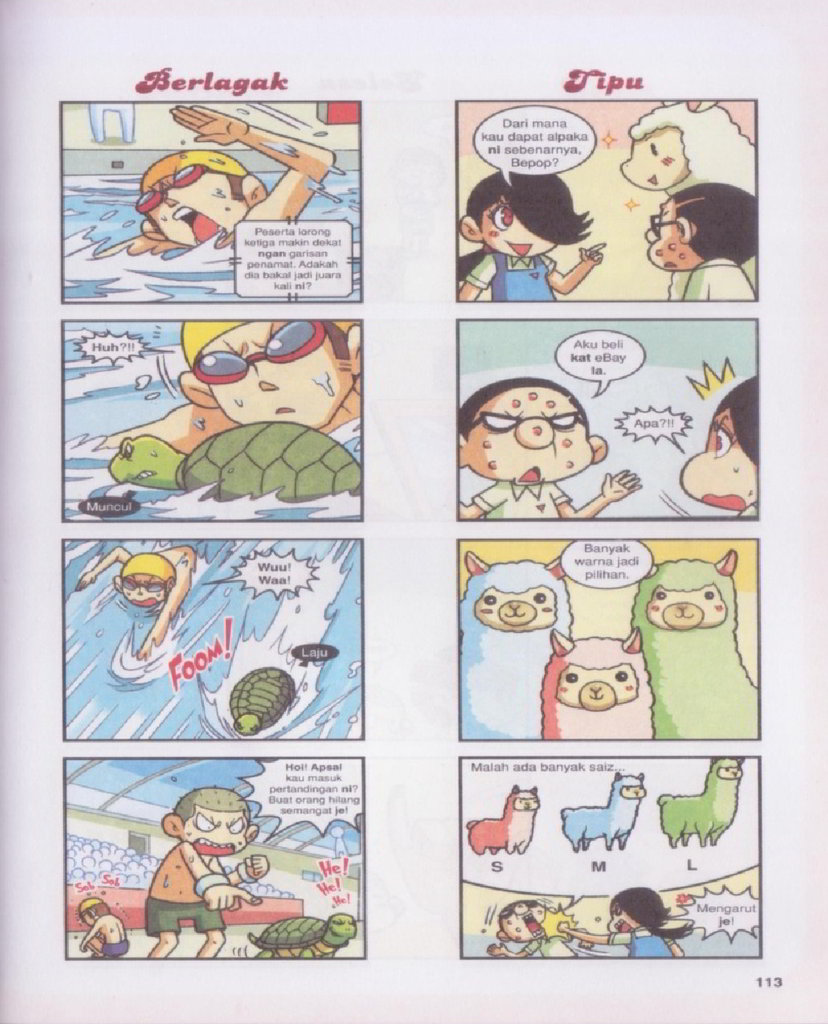 Berlagak
Peserta lorong
ketiga makin dekat
ngan garisan
penamat. Adakah
dia bakal jadi juara
kali ni?
Huh?!!
Muncul
Wuu!
Waa!
FOOM!
Laju
Hoi! Apsal
kau masuk
pertandingan ni?
Buat orang hilang
semangat je!
Sob Sob
He!
He!
He!
Tipu
Dari mana
kau dapat alpaka
ni sebenarnya,
Bepop?
Aku beli
kat eBay
la.
Apa?!!
Banyak
warna jadi
pilihan.
Malah ada banyak saiz...
S M L
Mengarut
je!
113